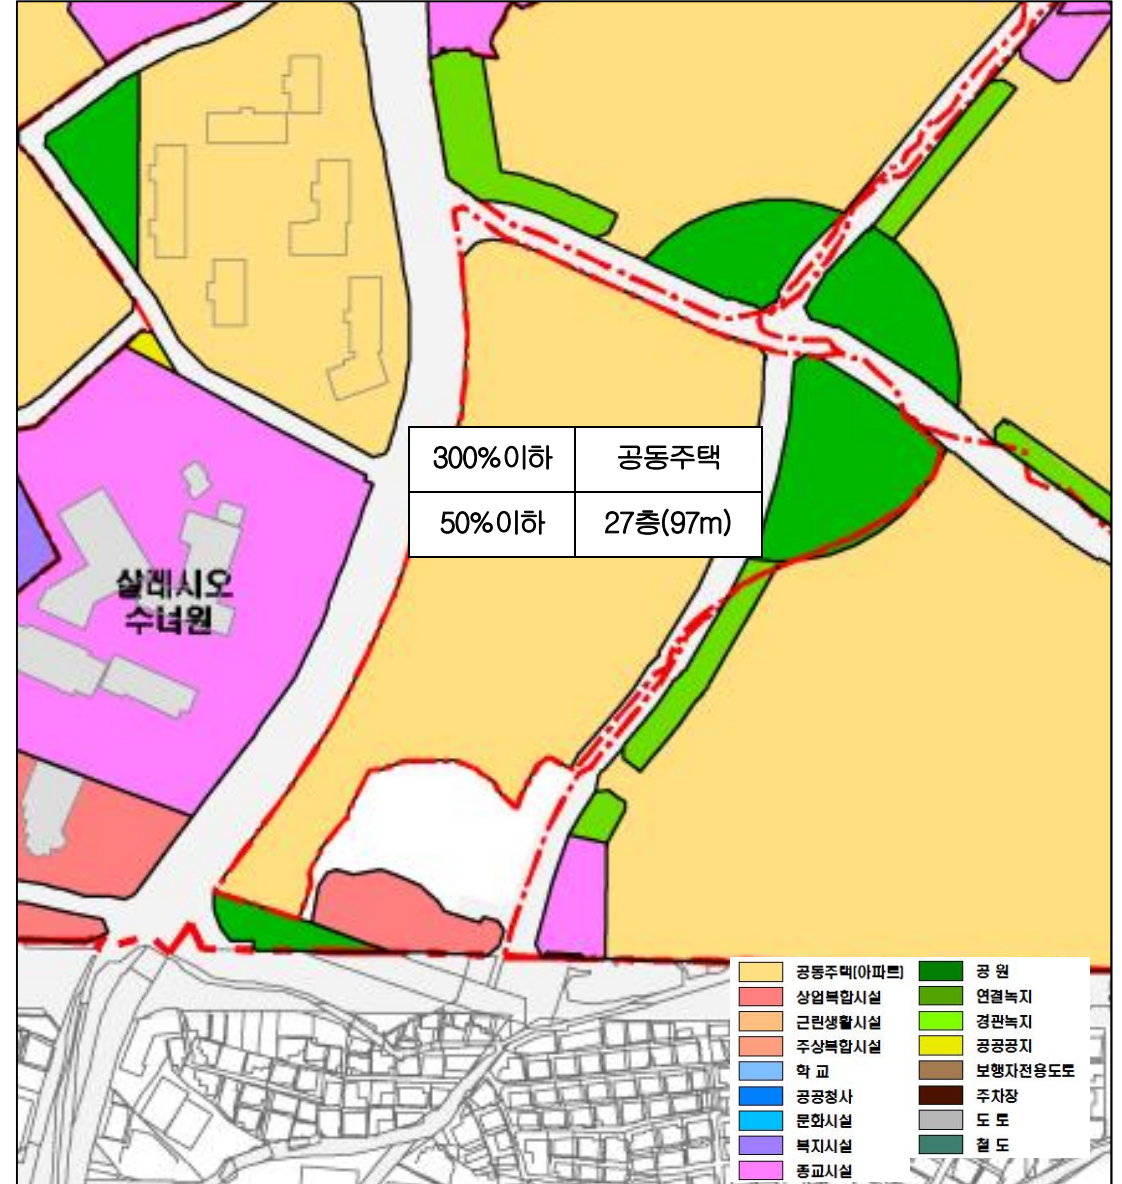 300%이하 공동주택
50%이하 27층(97m)
살레시오
수녀원
공동주택(아파트) 공 원
상업복합시설 연결녹지
근린생활시설 경관녹지
주상복합시설 공공공지
학 교 보행자전용도로
공공청사 주차장
문화시설 도 로
복지시설 철 도
종교시설